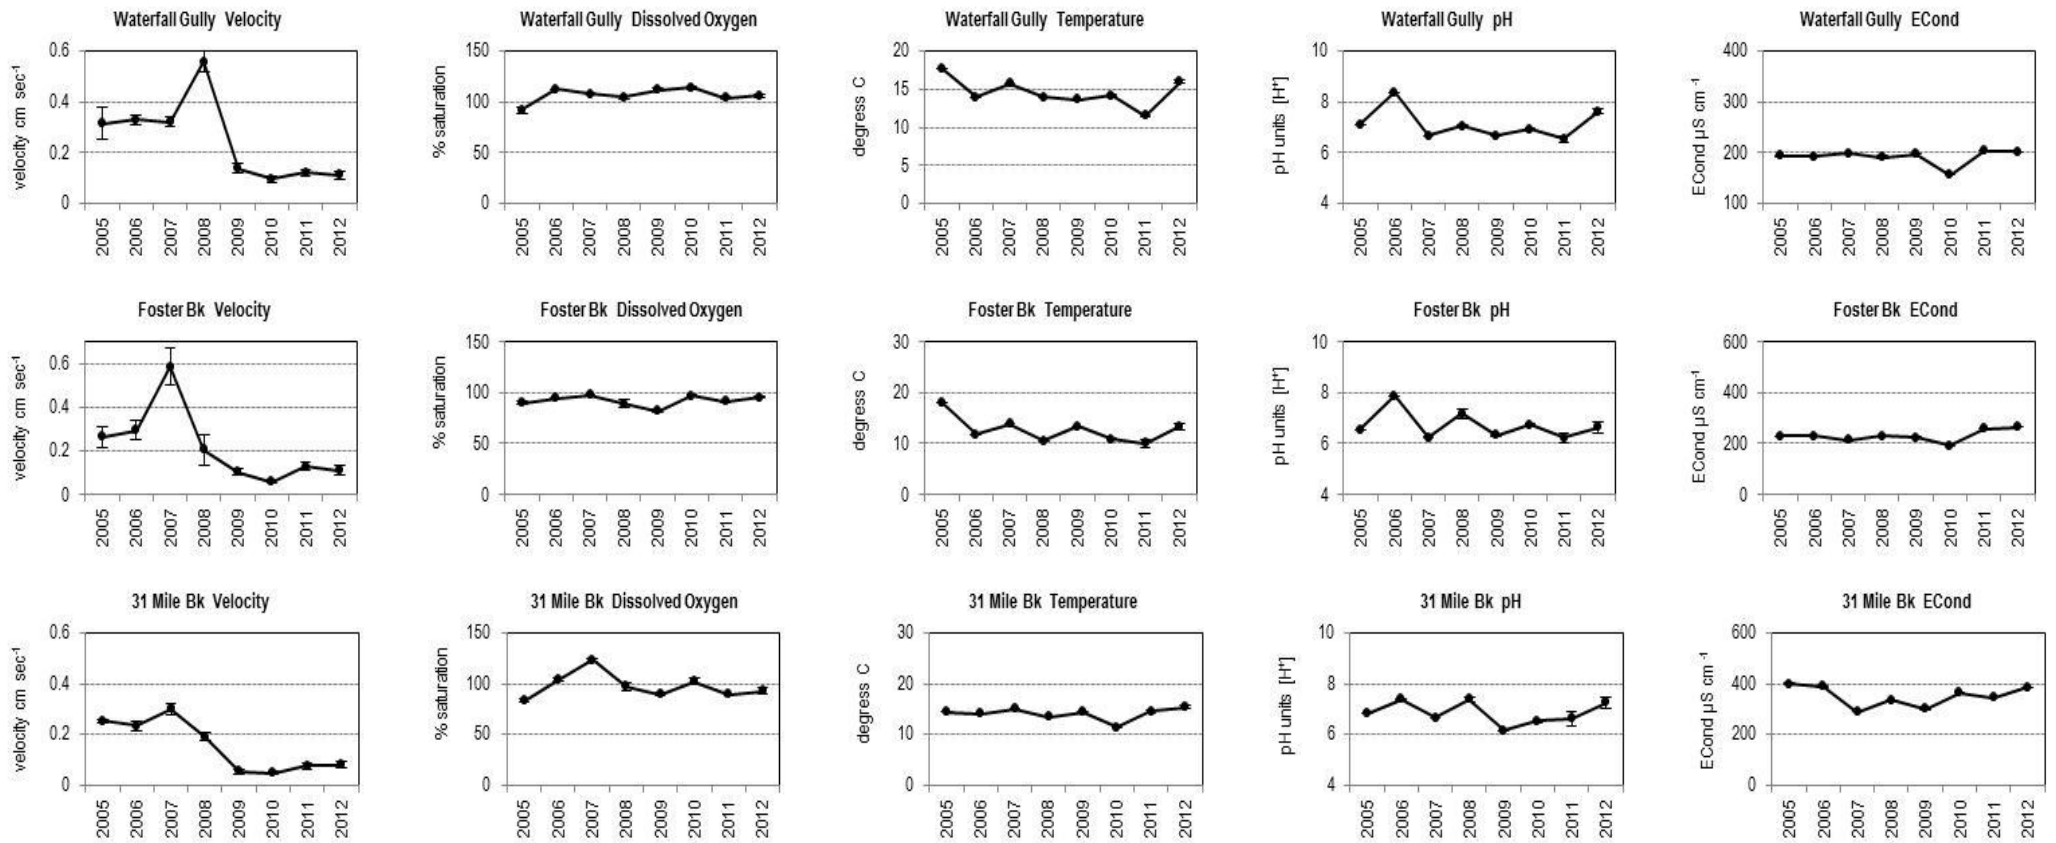 Waterfall Gully Velocity
velocity cm sec⁻¹
0.6
0.4
0.2
0
2005 2006 2007 2008 2009 2010 2011 2012
Waterfall Gully Dissolved Oxygen
% saturation
150
100
50
0
2005 2006 2007 2008 2009 2010 2011 2012
Waterfall Gully Temperature
degress C
20
15
10
5
0
2005 2006 2007 2008 2009 2010 2011 2012
Waterfall Gully pH
pH units [H⁺]
10
8
6
4
2005 2006 2007 2008 2009 2010 2011 2012
Waterfall Gully ECond
ECond µS cm⁻¹
400
300
200
100
2005 2006 2007 2008 2009 2010 2011 2012
Foster Bk Velocity
velocity cm sec⁻¹
0.6
0.4
0.2
0
2005 2006 2007 2008 2009 2010 2011 2012
Foster Bk Dissolved Oxygen
% saturation
150
100
50
0
2005 2006 2007 2008 2009 2010 2011 2012
Foster Bk Temperature
degress C
30
20
10
0
2005 2006 2007 2008 2009 2010 2011 2012
Foster Bk pH
pH units [H⁺]
10
8
6
4
2005 2006 2007 2008 2009 2010 2011 2012
Foster Bk ECond
ECond µS cm⁻¹
600
400
200
0
2005 2006 2007 2008 2009 2010 2011 2012
31 Mile Bk Velocity
velocity cm sec⁻¹
0.6
0.4
0.2
0
2005 2006 2007 2008 2009 2010 2011 2012
31 Mile Bk Dissolved Oxygen
% saturation
150
100
50
0
2005 2006 2007 2008 2009 2010 2011 2012
31 Mile Bk Temperature
degress C
30
20
10
0
2005 2006 2007 2008 2009 2010 2011 2012
31 Mile Bk pH
pH units [H⁺]
10
8
6
4
2005 2006 2007 2008 2009 2010 2011 2012
31 Mile Bk ECond
ECond µS cm ⁻¹
600
400
200
0
2005 2006 2007 2008 2009 2010 2011 2012